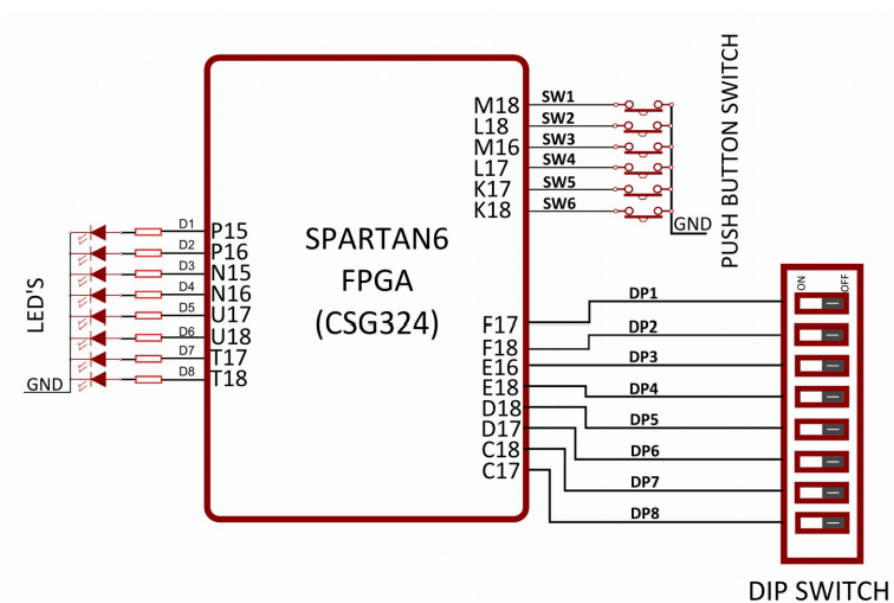 LED'S
D1
D2
D3
D4
D5
D6
D7
D8
GND
P15
P16
N15
N16
U17
U18
T17
T18
SPARTAN6
FPGA
(CSG324)
M18
L18
M16
L17
K17
K18
SW1
SW2
SW3
SW4
SW5
SW6
GND
PUSH BUTTON SWITCH
F17
F18
E16
E18
D18
D17
C18
C17
DP1
DP2
DP3
DP4
DP5
DP6
DP7
DP8
ON
OFF
DIP SWITCH